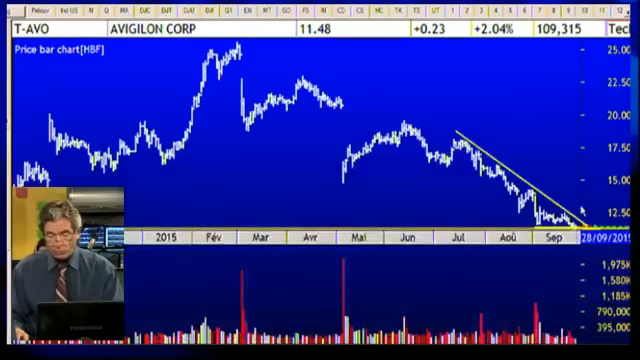 T-AVO AVIGILON CORP 11.48 +0.23 +2.04% 109,315 Tec
Price bar chart[HBF]
25.00
22.50
20.00
17.50
15.00
12.50
2015 Fév Mar Avr Mai Jun Jul Aoû Sep 28/09/2015
1,975K
1,580K
1,185K
790,000
395,000
TOSHIBA